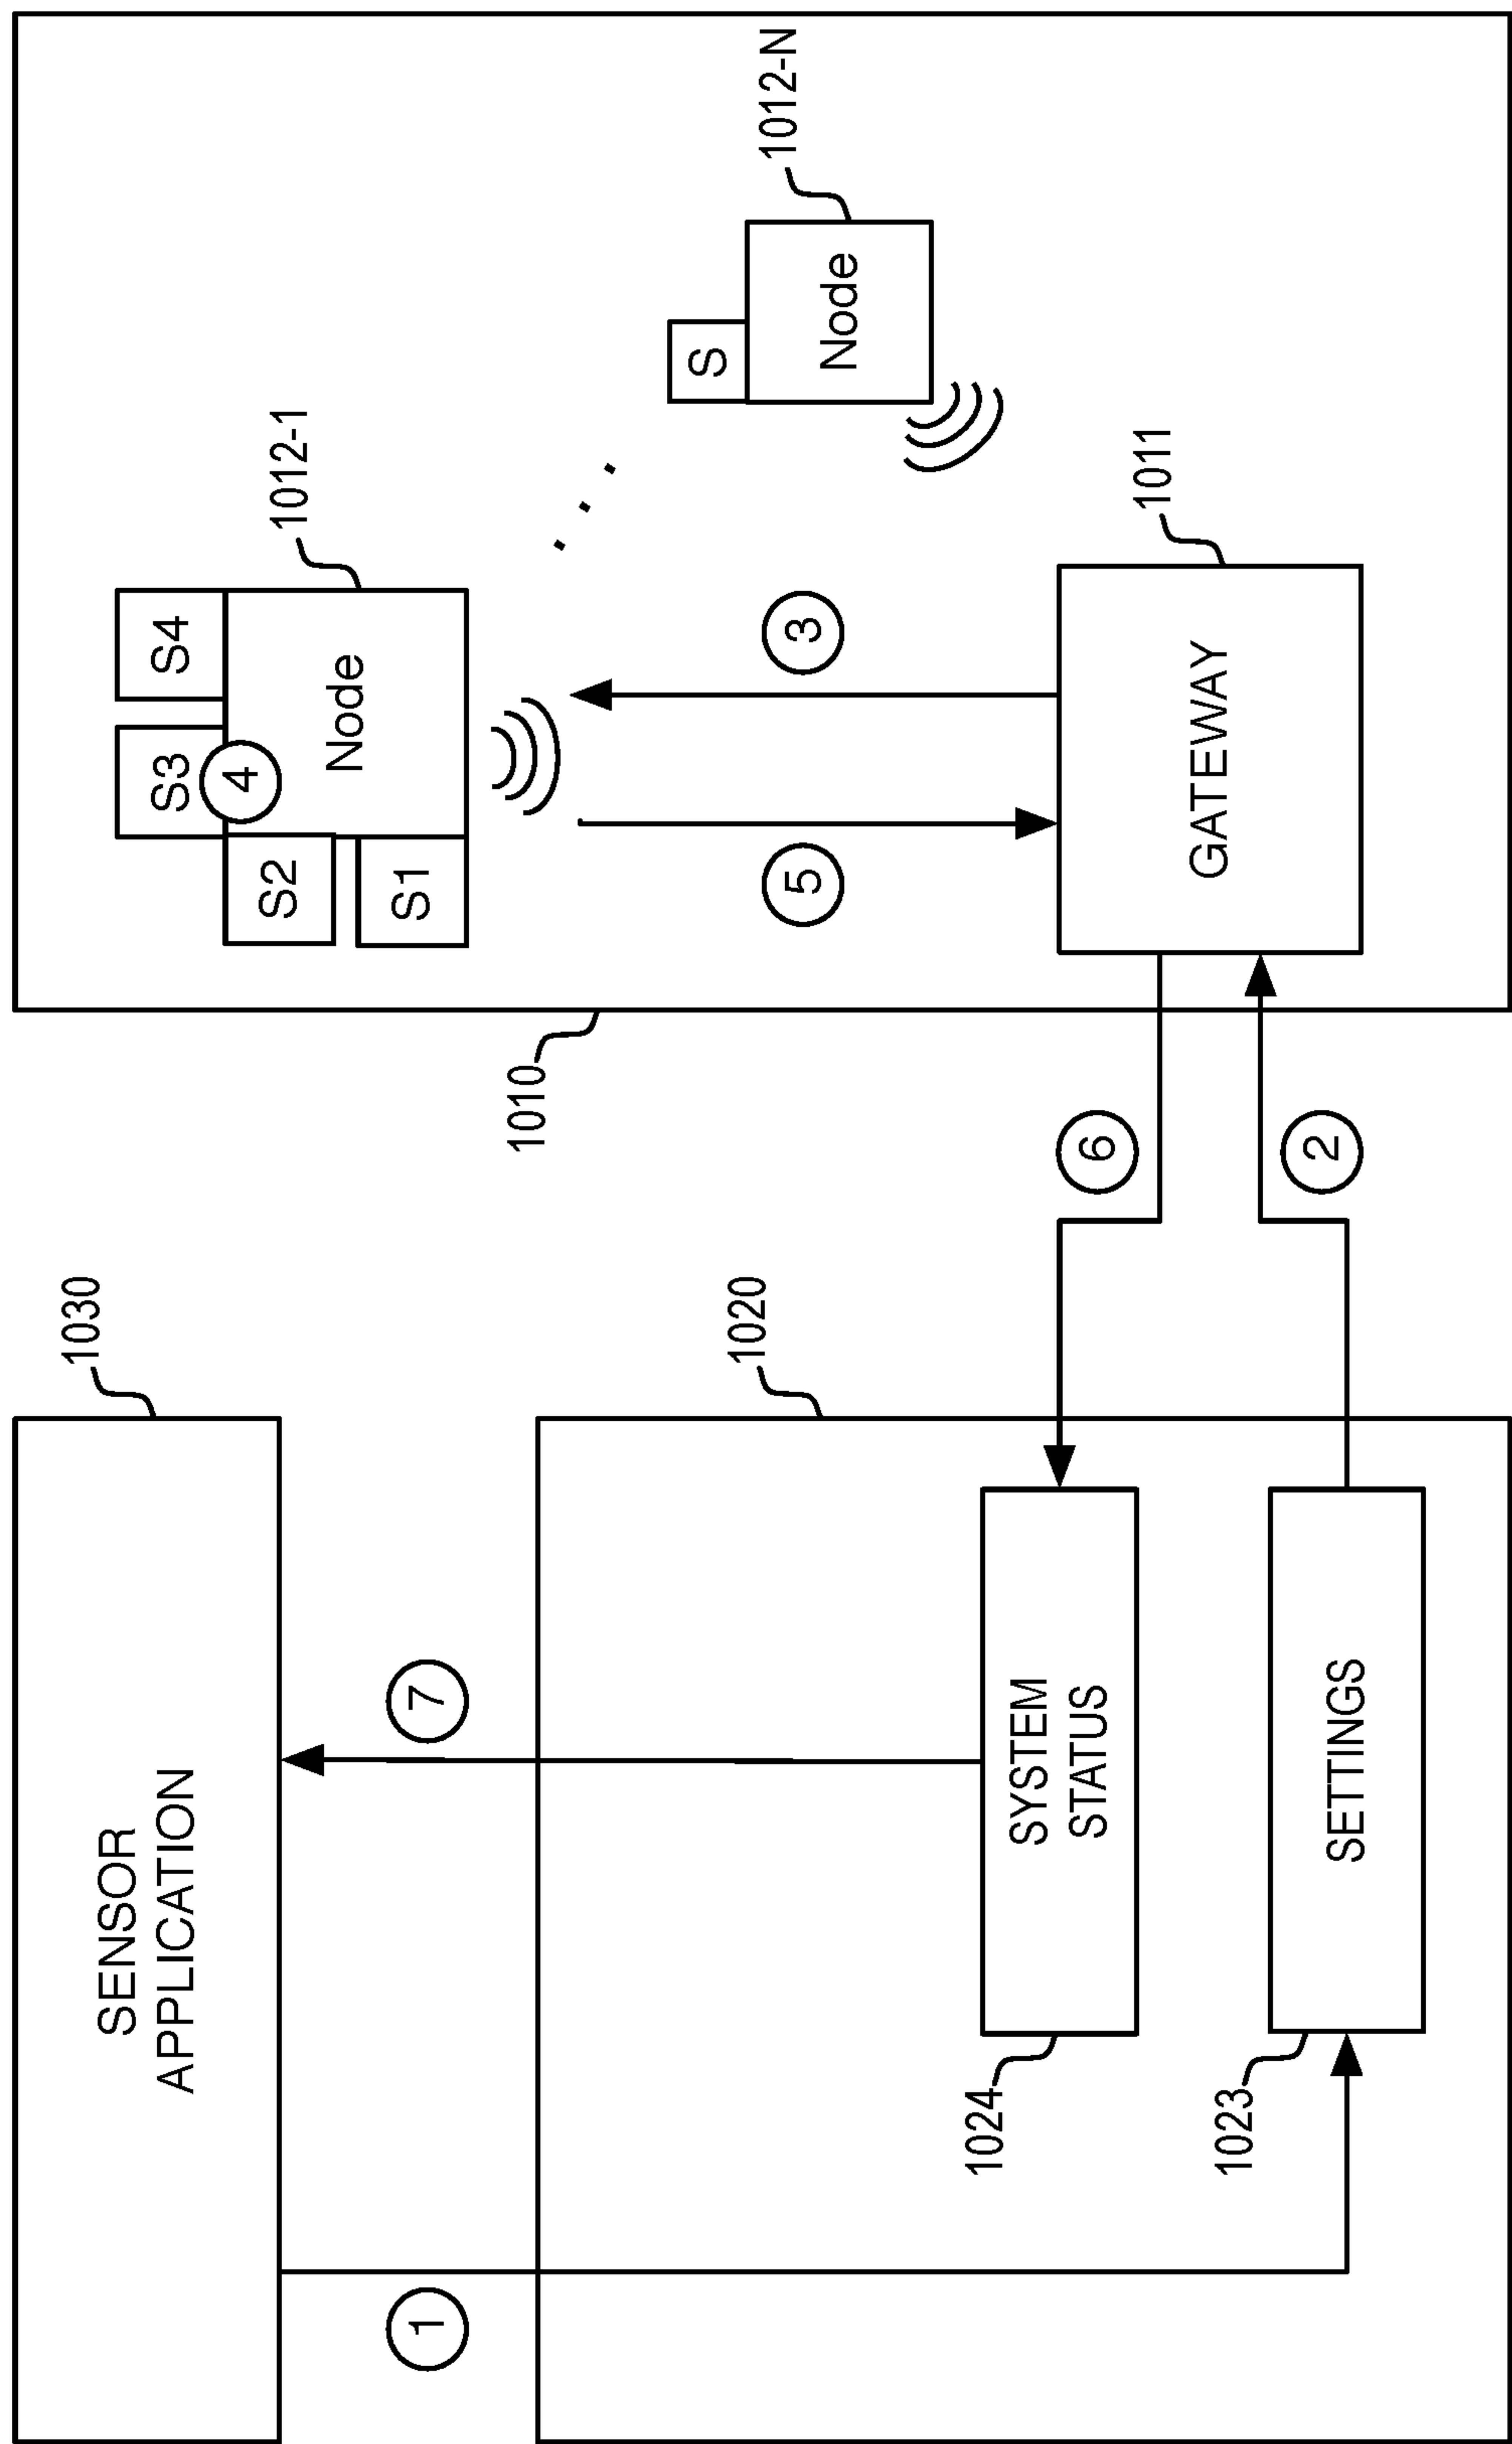 SENSOR
APPLICATION
1030
1
7
1020
SYSTEM
STATUS
1024
SETTINGS
1023
6
2
1010
S4
S3
S2
S1
4
Node
1012-1
S
Node
1012-N
5
3
GATEWAY
1011